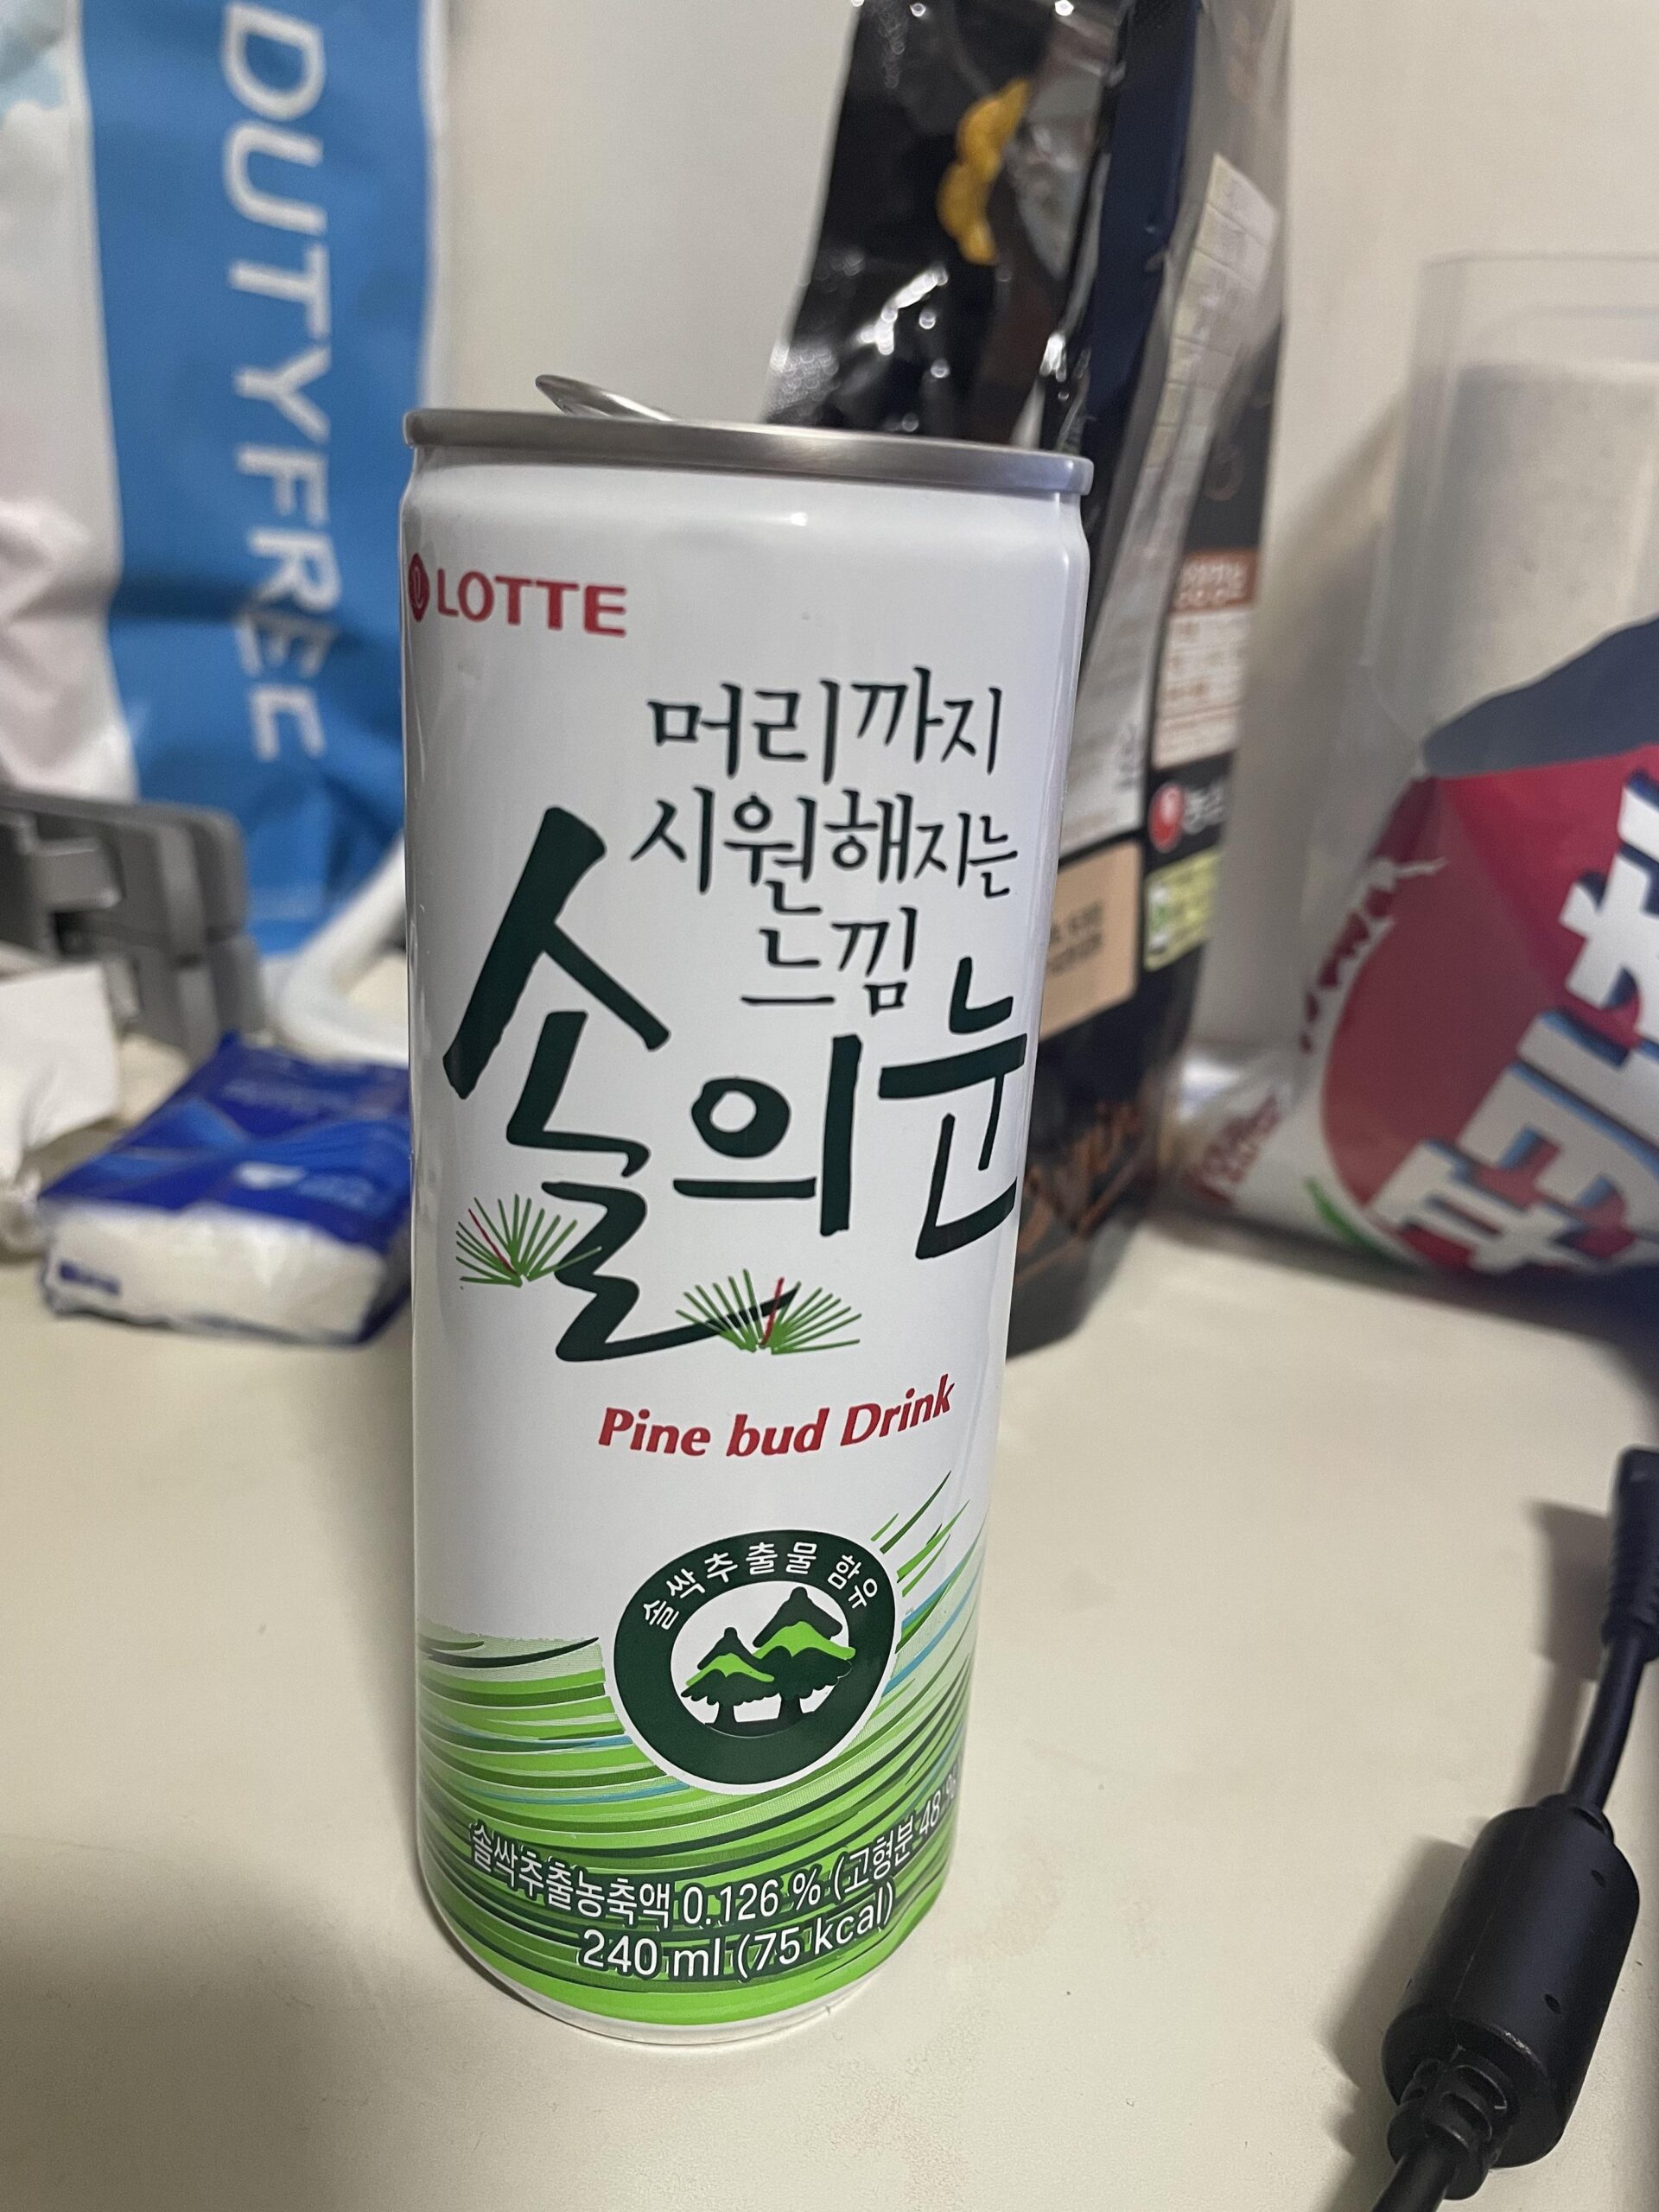 DUTYFREE
LOTTE
머리까지
시원해지는
느낌
솔의눈
Pine bud Drink
솔싹추출물 함유
솔싹추출농축액 0.126 % (고형분 48 %)
240 ml (75 kcal)